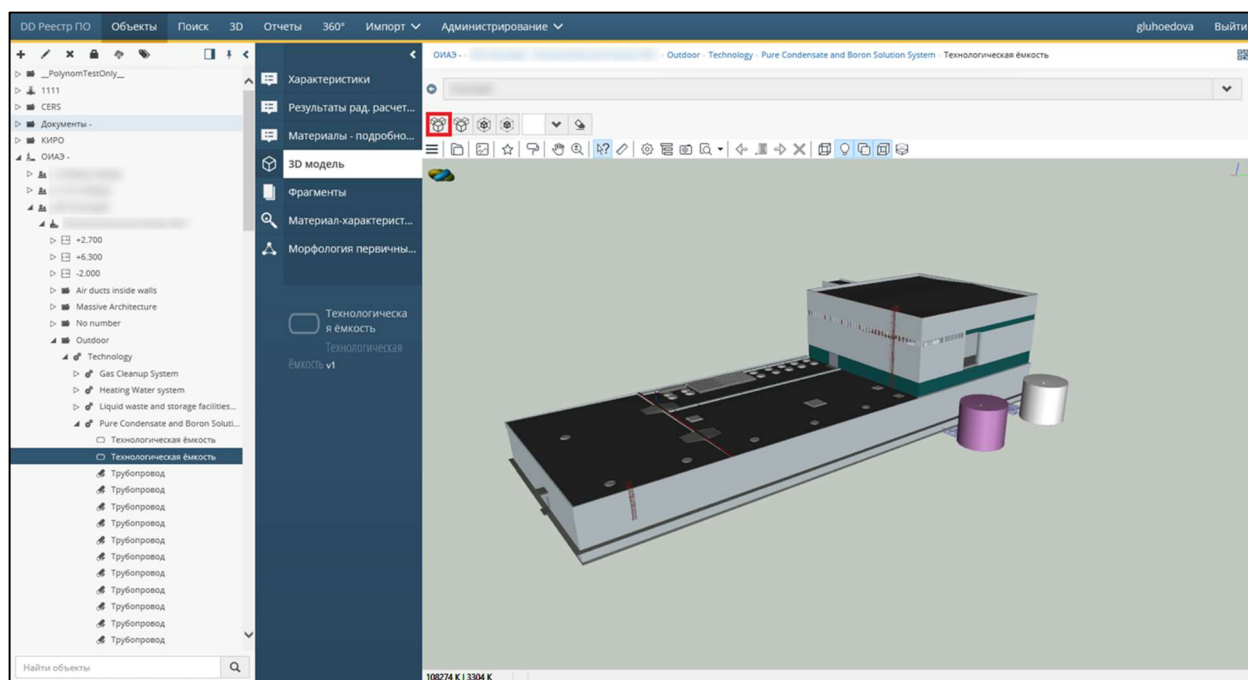 DD Реестр ПО Объекты Поиск 3D Отчеты 360° Импорт Администрирование gluhoedova Выйти
__PolynomTestOnly__
1111
CERS
Документы -
КИРО
ОИАЭ -
+2.700
+6.300
-2.000
Air ducts inside walls
Massive Architecture
No number
Outdoor
Technology
Gas Cleanup System
Heating Water system
Liquid waste and storage facilities...
Pure Condensate and Boron Soluti...
Технологическая ёмкость
Технологическая ёмкость
Трубопровод
Трубопровод
Трубопровод
Трубопровод
Трубопровод
Трубопровод
Трубопровод
Трубопровод
Трубопровод
Трубопровод
Трубопровод
Найти объекты
Характеристики
Результаты рад. расчет...
Материалы - подробно...
3D модель
Фрагменты
Материал-характерист...
Морфология первичны...
Технологическа
я ёмкость
Технологическая
ёмкость v1
ОИАЭ - Outdoor - Technology - Pure Condensate and Boron Solution System - Технологическая ёмкость
108274 K | 3304 K